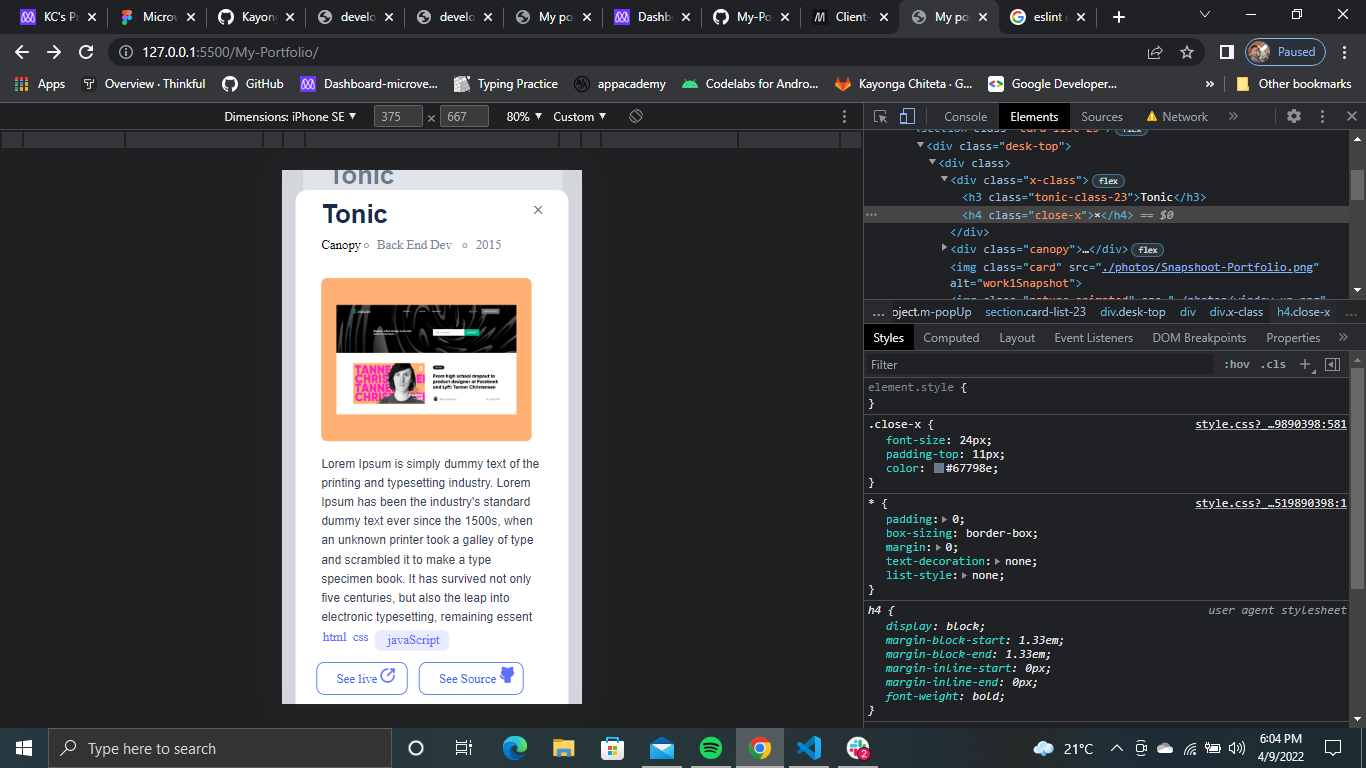 KC's Pr
Microv
Kayon
develo
develo
My po
Dashb
My-Po
Client-
My po
eslint c
127.0.0.1:5500/My-Portfolio/
Paused
Apps
Overview · Thinkful
GitHub
Dashboard-microve...
Typing Practice
appacademy
Codelabs for Andro...
Kayonga Chiteta · G...
Google Developer...
»
Other bookmarks
Dimensions: iPhone SE ▼ 375 × 667 80% ▼ Custom ▼
Console Elements Sources Network »
<section class="card-list-23"> flex
<div class="desk-top">
<div class>
<div class="x-class"> flex
<h3 class="tonic-class-23">Tonic</h3>
<h4 class="close-x">×</h4> == $0
</div>
<div class="canopy">…</div> flex
<img class="card" src="./photos/Snapshoot-Portfolio.png"
alt="work1Snapshot">
... oject.m-popUp section.card-list-23 div.desk-top div div.x-class h4.close-x ...
Styles Computed Layout Event Listeners DOM Breakpoints Properties »
Filter :hov .cls +
element.style {
}
.close-x { style.css?_…9890398:581
font-size: 24px;
padding-top: 11px;
color: #67798e;
}
* { style.css?_…519890398:1
padding: 0;
box-sizing: border-box;
margin: 0;
text-decoration: none;
list-style: none;
}
h4 { user agent stylesheet
display: block;
margin-block-start: 1.33em;
margin-block-end: 1.33em;
margin-inline-start: 0px;
margin-inline-end: 0px;
font-weight: bold;
}
Tonic
Tonic ×
Canopy Back End Dev 2015
TANNE
CHRIS
From high school dropout to
product designer at Facebook
and Lyft: Tanner Christensen
Lorem Ipsum is simply dummy text of the
printing and typesetting industry. Lorem
Ipsum has been the industry's standard
dummy text ever since the 1500s, when
an unknown printer took a galley of type
and scrambled it to make a type
specimen book. It has survived not only
five centuries, but also the leap into
electronic typesetting, remaining essent
html css javaScript
See live See Source
Type here to search
2
21°C
6:04 PM
4/9/2022